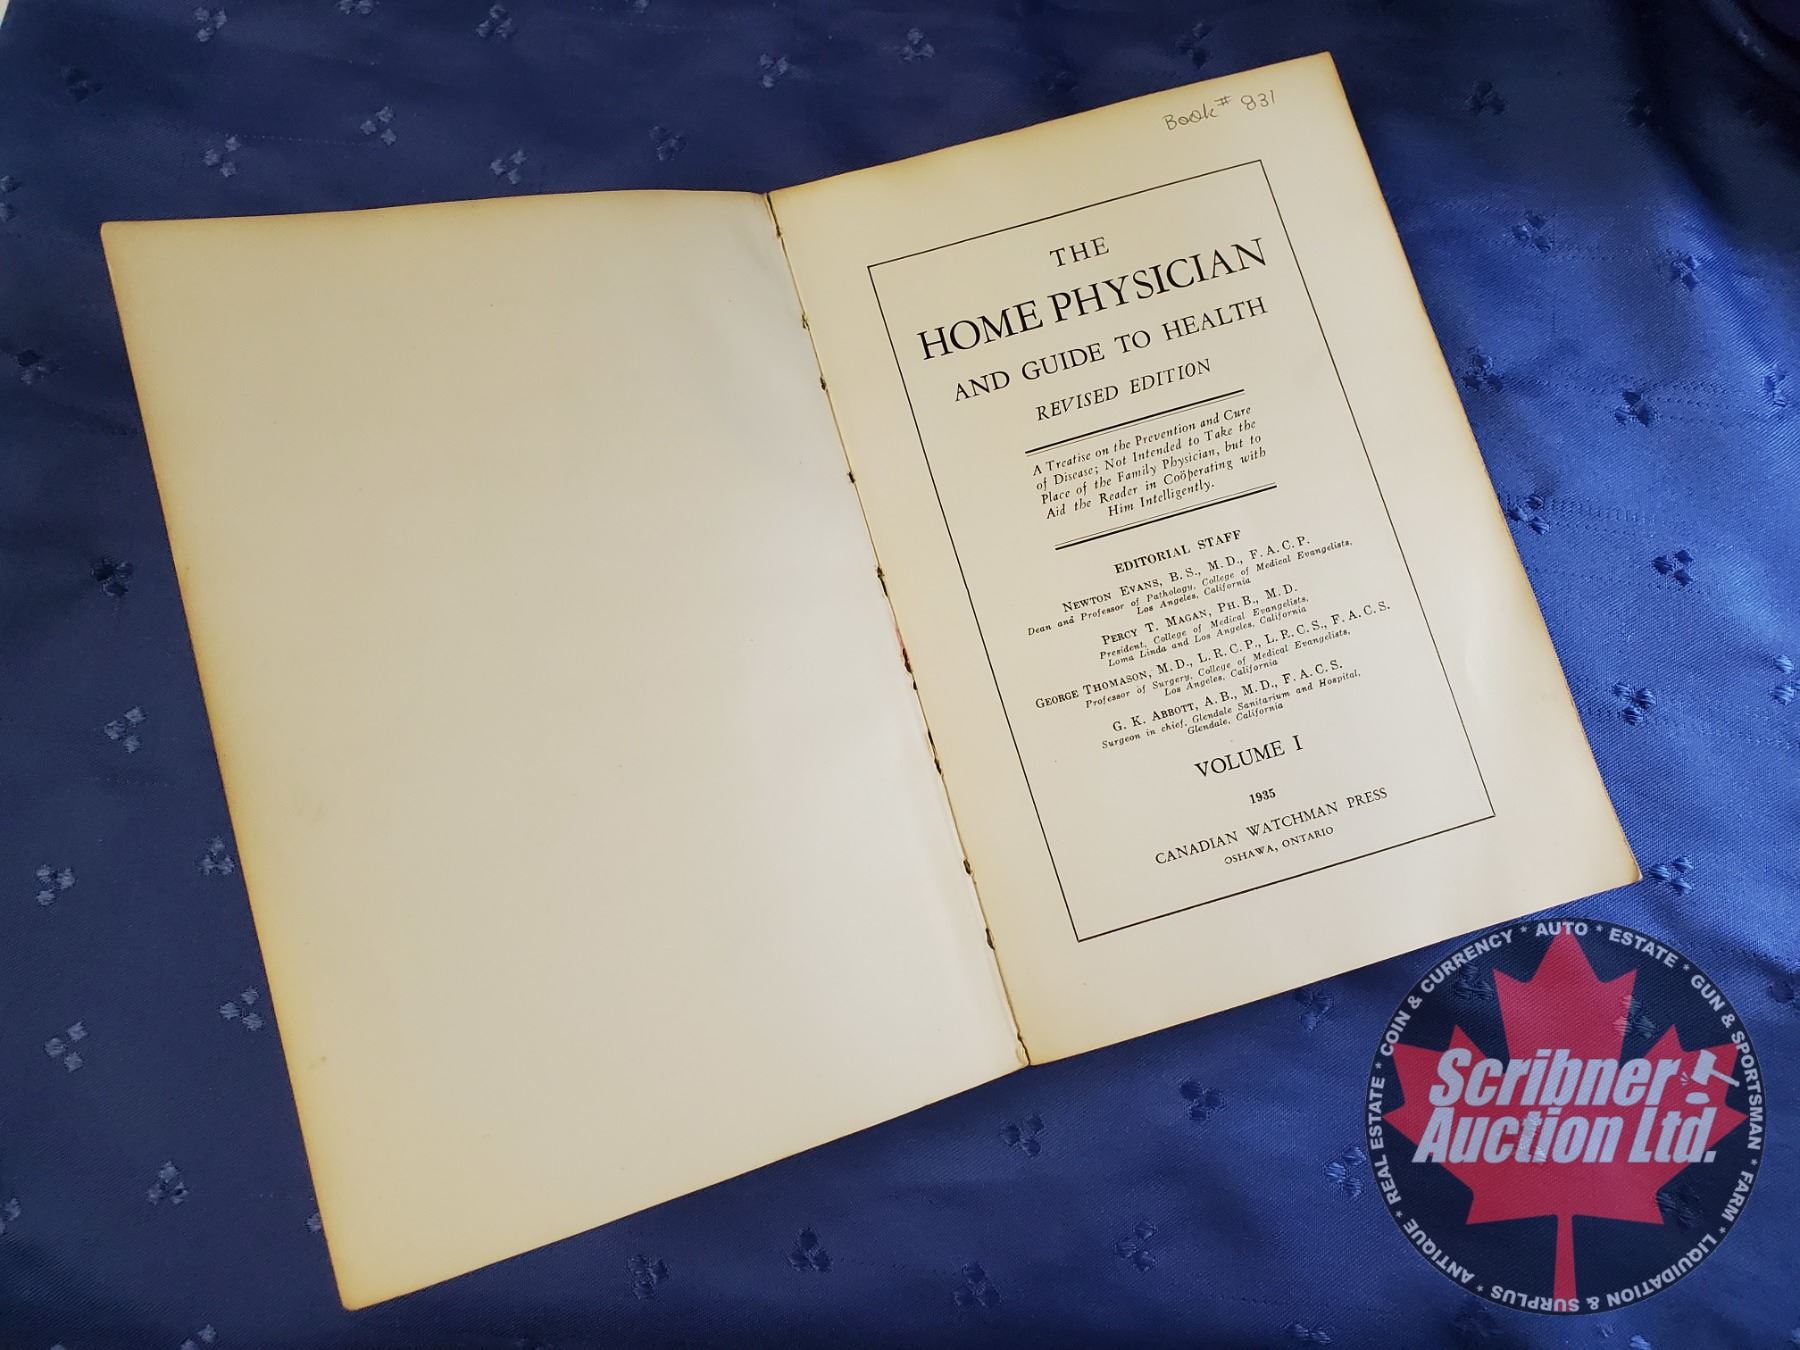 Book# 831
THE
HOME PHYSICIAN
AND GUIDE TO HEALTH
REVISED EDITION
A Treatise on the Prevention and Cure
of Disease; Not Intended to Take the
Place of the Family Physician, but to
Aid the Reader in Coöperating with
Him Intelligently.
EDITORIAL STAFF
NEWTON EVANS, B. S., M. D., F. A. C. P.
Dean and Professor of Pathology, College of Medical Evangelists,
Los Angeles, California
PERCY T. MAGAN, PH. B., M. D.
President, College of Medical Evangelists,
Loma Linda and Los Angeles, California
GEORGE THOMASON, M. D., L. R. C. P., L. R. C. S., F. A. C. S.
Professor of Surgery, College of Medical Evangelists,
Los Angeles, California
G. K. ABBOTT, A. B., M. D., F. A. C. S.
Surgeon in chief, Glendale Sanitarium and Hospital,
Glendale, California
VOLUME I
1935
CANADIAN WATCHMAN PRESS
OSHAWA, ONTARIO
REAL ESTATE * COIN & CURRENCY * AUTO * ESTATE * GUN & SPORTSMAN * FARM * LIQUIDATION & SURPLUS * ANTIQUE *
Scribner
Auction Ltd.